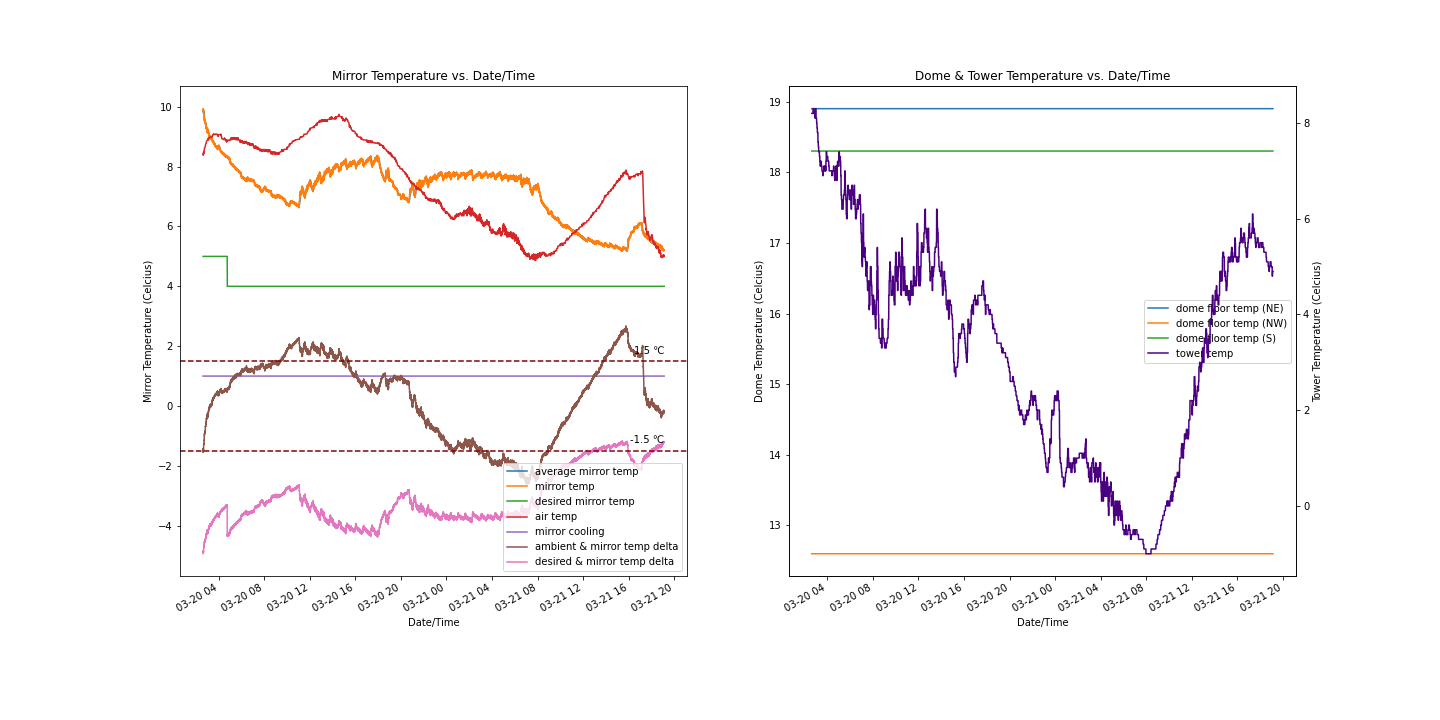 Mirror Temperature vs. Date/Time
Mirror Temperature (Celcius)
10
8
6
4
2
0
−2
−4
1.5 ℃
-1.5 ℃
average mirror temp
mirror temp
desired mirror temp
air temp
mirror cooling
ambient & mirror temp delta
desired & mirror temp delta
03-20 04
03-20 08
03-20 12
03-20 16
03-20 20
03-21 00
03-21 04
03-21 08
03-21 12
03-21 16
03-21 20
Date/Time
Dome & Tower Temperature vs. Date/Time
Dome Temperature (Celcius)
19
18
17
16
15
14
13
dome floor temp (NE)
dome floor temp (NW)
dome floor temp (S)
tower temp
8
6
4
2
0
Tower Temperature (Celcius)
03-20 04
03-20 08
03-20 12
03-20 16
03-20 20
03-21 00
03-21 04
03-21 08
03-21 12
03-21 16
03-21 20
Date/Time